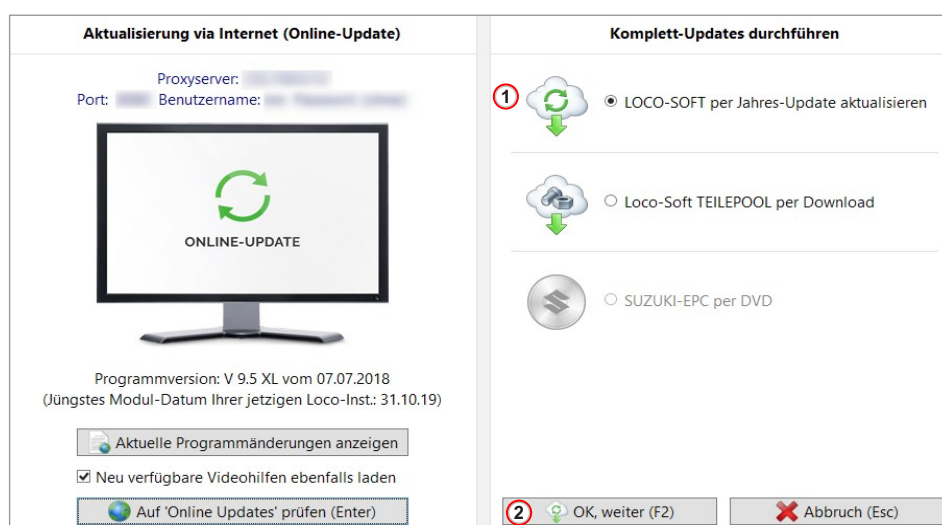 Aktualisierung via Internet (Online-Update)
Proxyserver:
Port: Benutzername:
ONLINE-UPDATE
Programmversion: V 9.5 XL vom 07.07.2018
(Jüngstes Modul-Datum Ihrer jetzigen Loco-Inst.: 31.10.19)
Aktuelle Programmänderungen anzeigen
Neu verfügbare Videohilfen ebenfalls laden
Auf 'Online Updates' prüfen (Enter)
Komplett-Updates durchführen
1
LOCO-SOFT per Jahres-Update aktualisieren
Loco-Soft TEILEPOOL per Download
SUZUKI-EPC per DVD
2 OK, weiter (F2)
Abbruch (Esc)